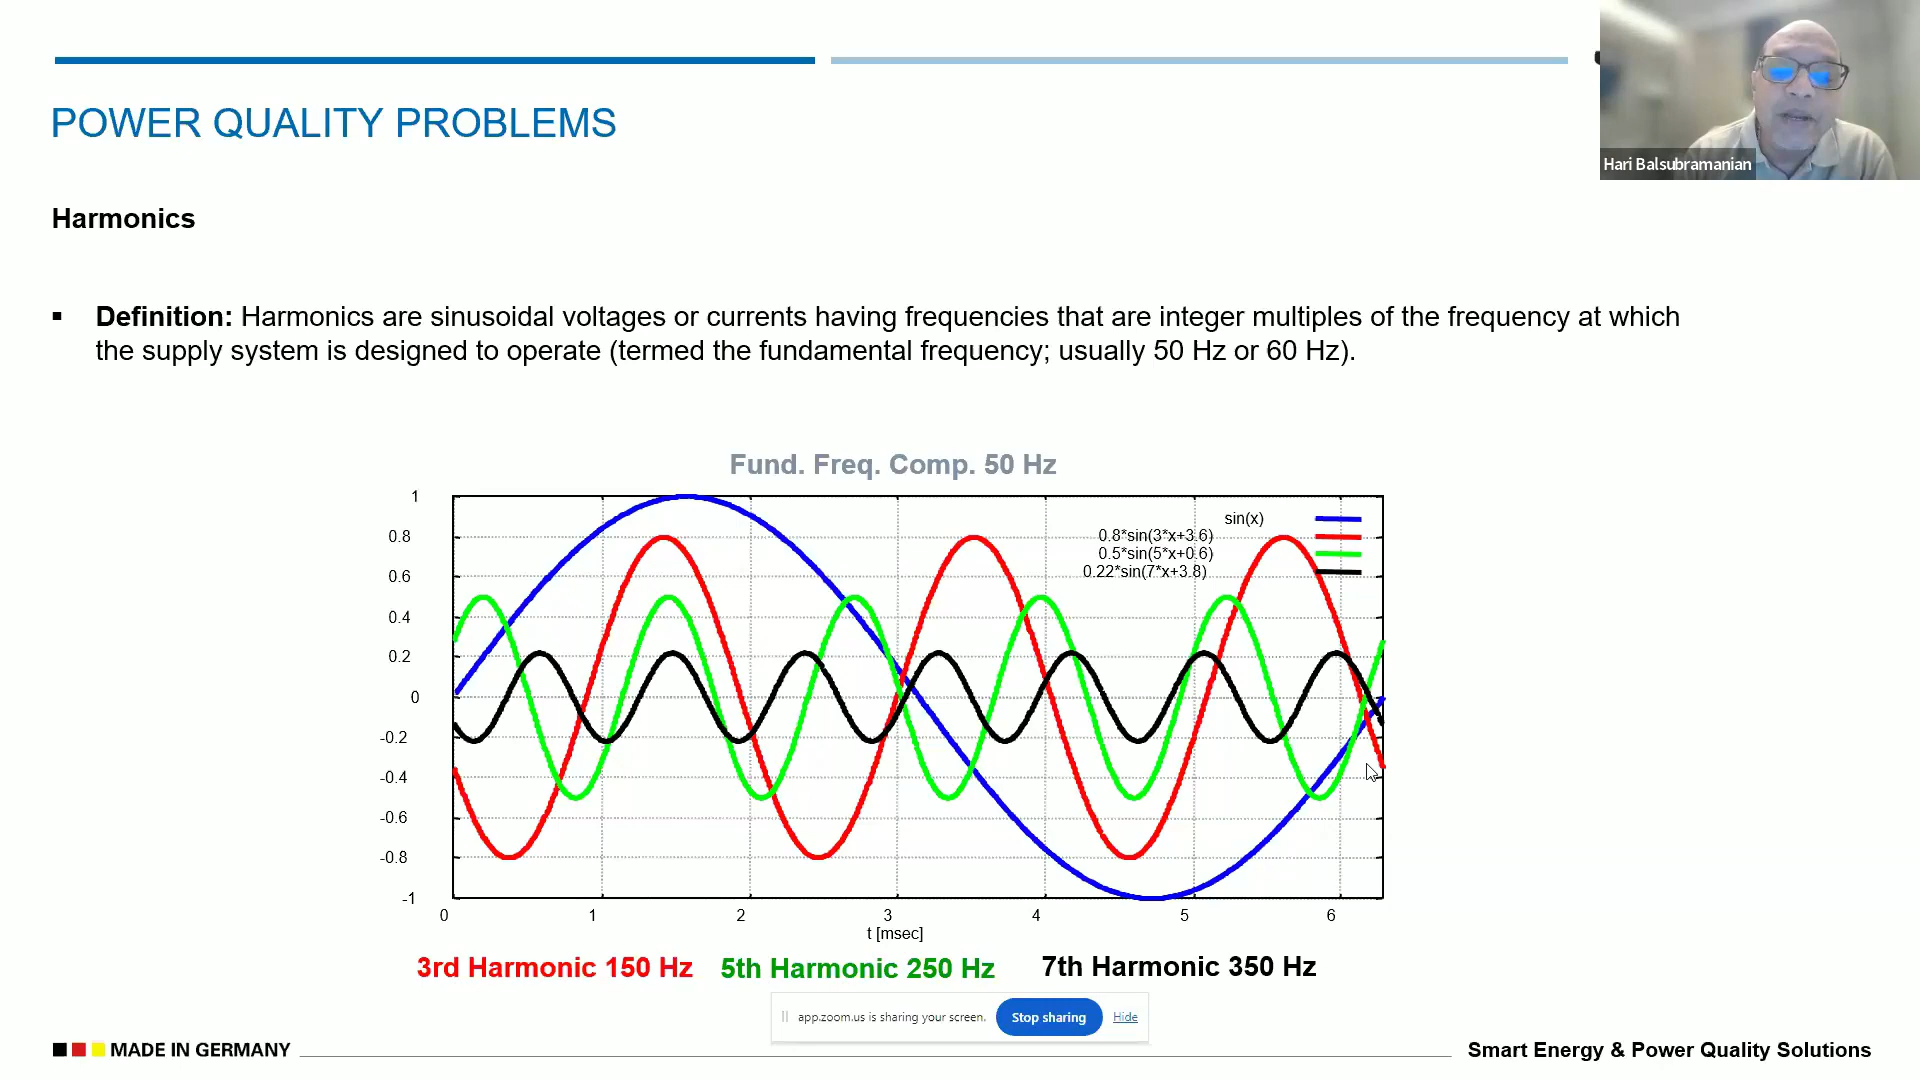 POWER QUALITY PROBLEMS
Hari Balsubramanian
Harmonics
▪ Definition: Harmonics are sinusoidal voltages or currents having frequencies that are integer multiples of the frequency at which
the supply system is designed to operate (termed the fundamental frequency; usually 50 Hz or 60 Hz).
Fund. Freq. Comp. 50 Hz
sin(x)
0.8*sin(3*x+3.6)
0.5*sin(5*x+0.6)
0.22*sin(7*x+3.8)
1
0.8
0.6
0.4
0.2
0
-0.2
-0.4
-0.6
-0.8
-1
0 1 2 3 4 5 6
t [msec]
3rd Harmonic 150 Hz 5th Harmonic 250 Hz 7th Harmonic 350 Hz
app.zoom.us is sharing your screen. Stop sharing Hide
MADE IN GERMANY
Smart Energy & Power Quality Solutions